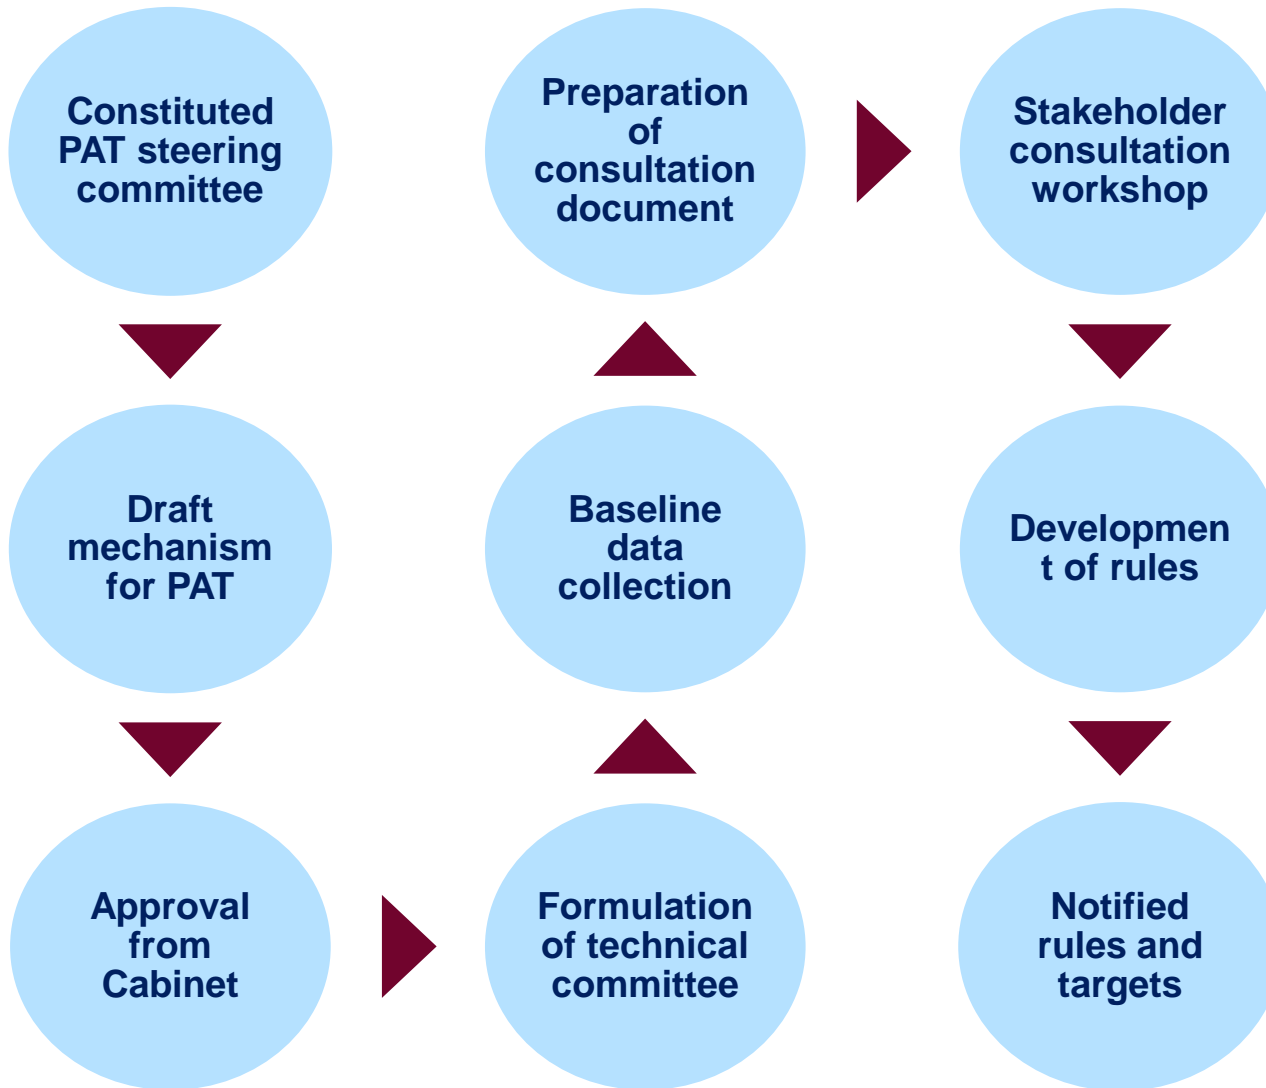 Constituted
PAT steering
committee
Draft
mechanism
for PAT
Approval
from
Cabinet
Formulation
of technical
committee
Baseline
data
collection
Preparation
of
consultation
document
Stakeholder
consultation
workshop
Developmen
t of rules
Notified
rules and
targets